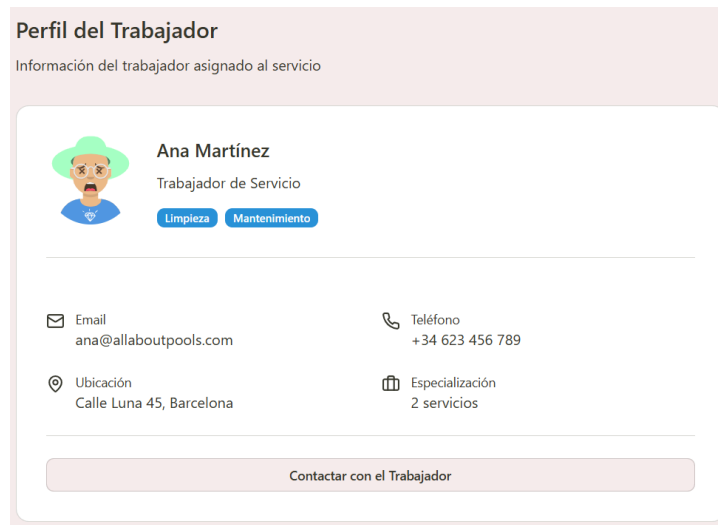 Perfil del Trabajador
Información del trabajador asignado al servicio
Ana Martínez
Trabajador de Servicio
Limpieza Mantenimiento
Email
ana@allaboutpools.com
Teléfono
+34 623 456 789
Ubicación
Calle Luna 45, Barcelona
Especialización
2 servicios
Contactar con el Trabajador